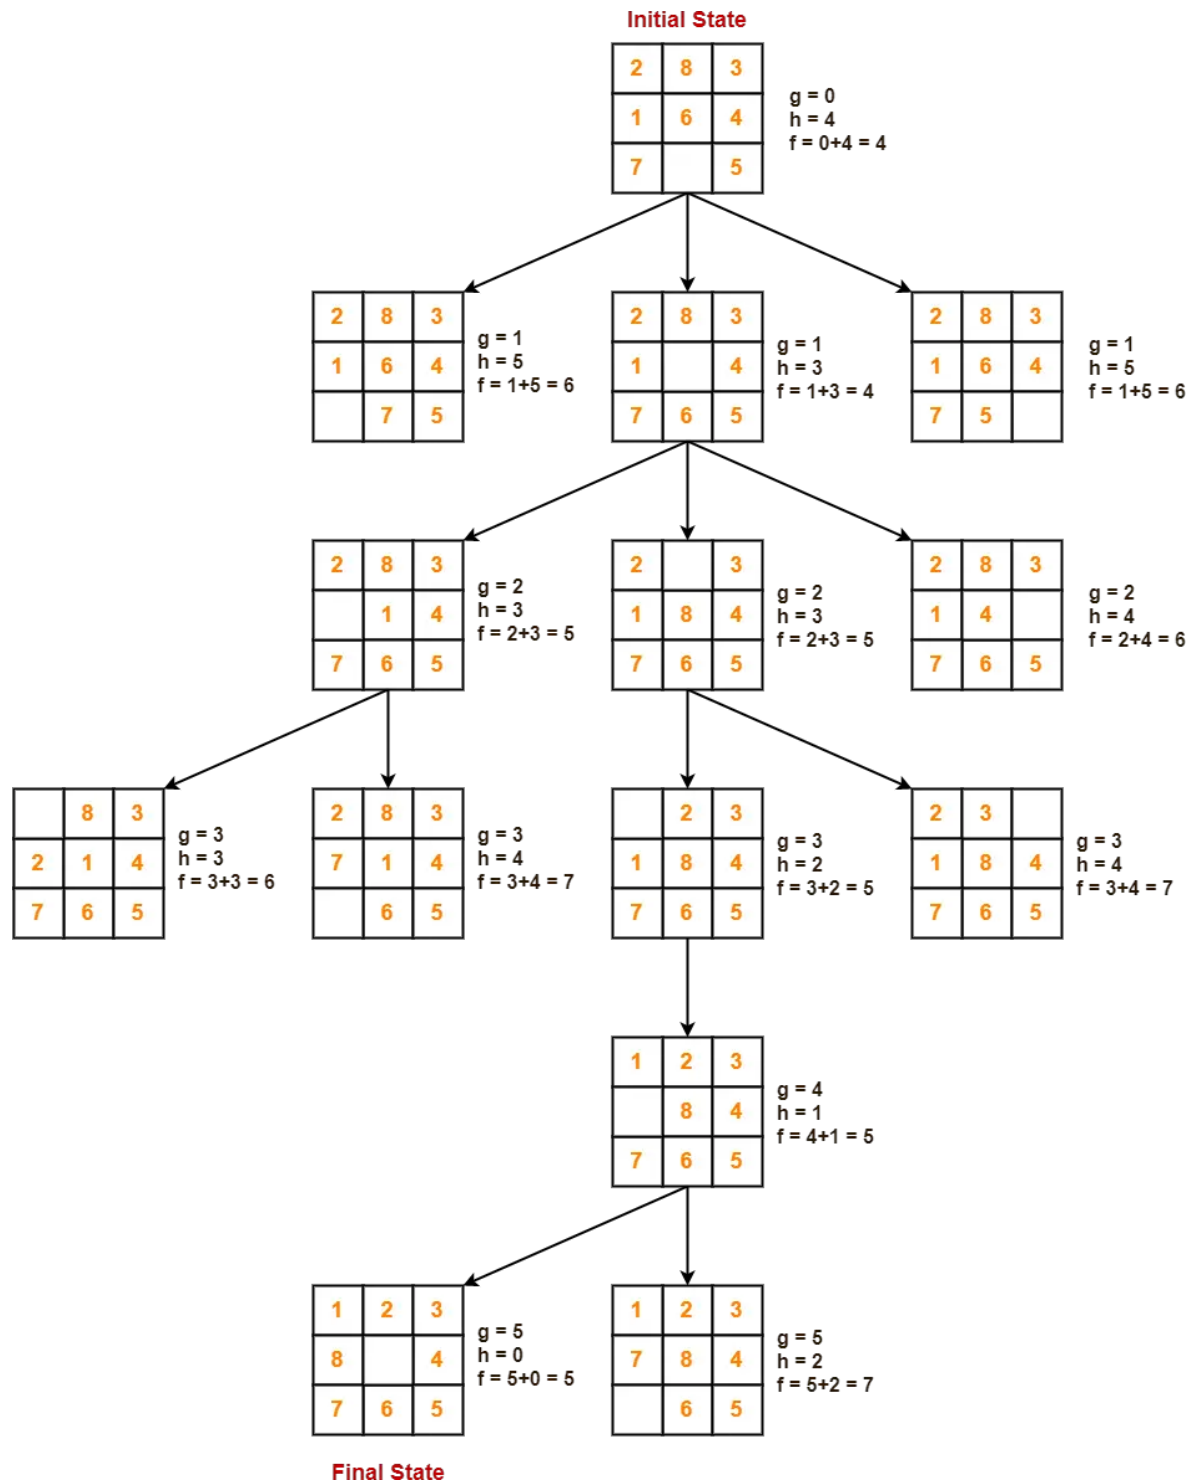 Initial State
2 8 3
1 6 4
7 5
g = 0
h = 4
f = 0+4 = 4
2 8 3
1 6 4
7 5
g = 1
h = 5
f = 1+5 = 6
2 8 3
1 4
7 6 5
g = 1
h = 3
f = 1+3 = 4
2 8 3
1 6 4
7 5
g = 1
h = 5
f = 1+5 = 6
2 8 3
1 4
7 6 5
g = 2
h = 3
f = 2+3 = 5
2 3
1 8 4
7 6 5
g = 2
h = 3
f = 2+3 = 5
2 8 3
1 4
7 6 5
g = 2
h = 4
f = 2+4 = 6
8 3
2 1 4
7 6 5
g = 3
h = 3
f = 3+3 = 6
2 8 3
7 1 4
6 5
g = 3
h = 4
f = 3+4 = 7
2 3
1 8 4
7 6 5
g = 3
h = 2
f = 3+2 = 5
2 3
1 8 4
7 6 5
g = 3
h = 4
f = 3+4 = 7
1 2 3
8 4
7 6 5
g = 4
h = 1
f = 4+1 = 5
1 2 3
8 4
7 6 5
g = 5
h = 0
f = 5+0 = 5
1 2 3
7 8 4
6 5
g = 5
h = 2
f = 5+2 = 7
Final State